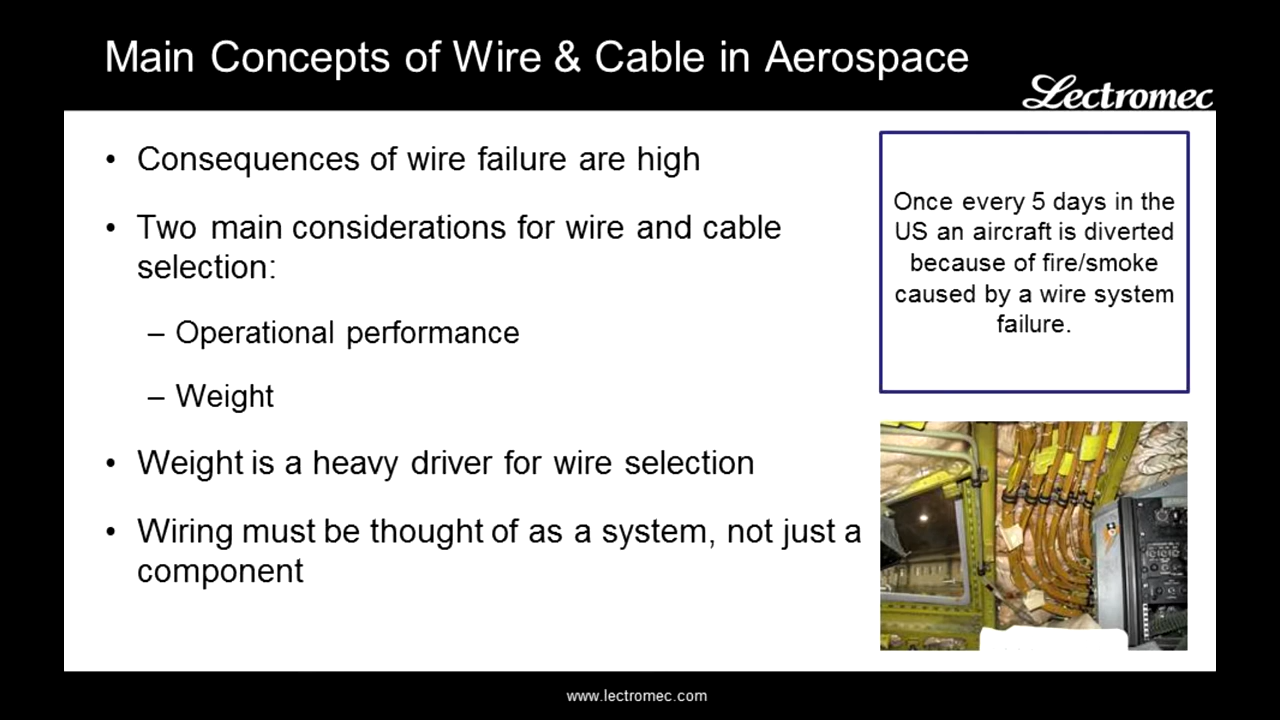 Main Concepts of Wire & Cable in Aerospace
Lectromec
• Consequences of wire failure are high
• Two main considerations for wire and cable
selection:
– Operational performance
– Weight
• Weight is a heavy driver for wire selection
• Wiring must be thought of as a system, not just a
component
Once every 5 days in the
US an aircraft is diverted
because of fire/smoke
caused by a wire system
failure.
www.lectromec.com